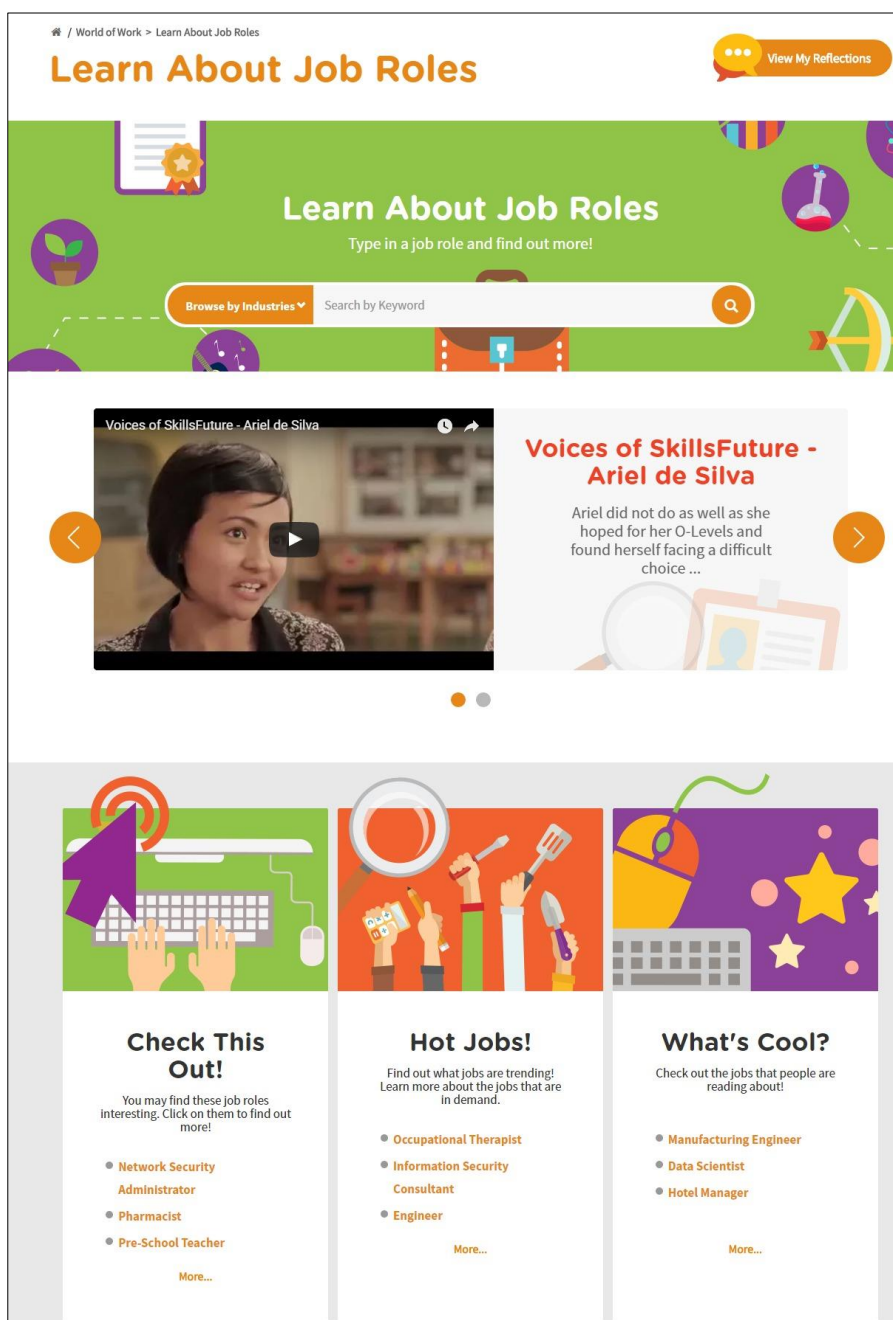 / World of Work > Learn About Job Roles
Learn About Job Roles
View My Reflections
Learn About Job Roles
Type in a job role and find out more!
Browse by Industries
Search by Keyword
Voices of SkillsFuture - Ariel de Silva
Voices of SkillsFuture -
Ariel de Silva
Ariel did not do as well as she
hoped for her O-Levels and
found herself facing a difficult
choice ...
Check This
Out!
You may find these job roles
interesting. Click on them to find out
more!
Network Security
Administrator
Pharmacist
Pre-School Teacher
More...
Hot Jobs!
Find out what jobs are trending!
Learn more about the jobs that are
in demand.
Occupational Therapist
Information Security
Consultant
Engineer
More...
What's Cool?
Check out the jobs that people are
reading about!
Manufacturing Engineer
Data Scientist
Hotel Manager
More...